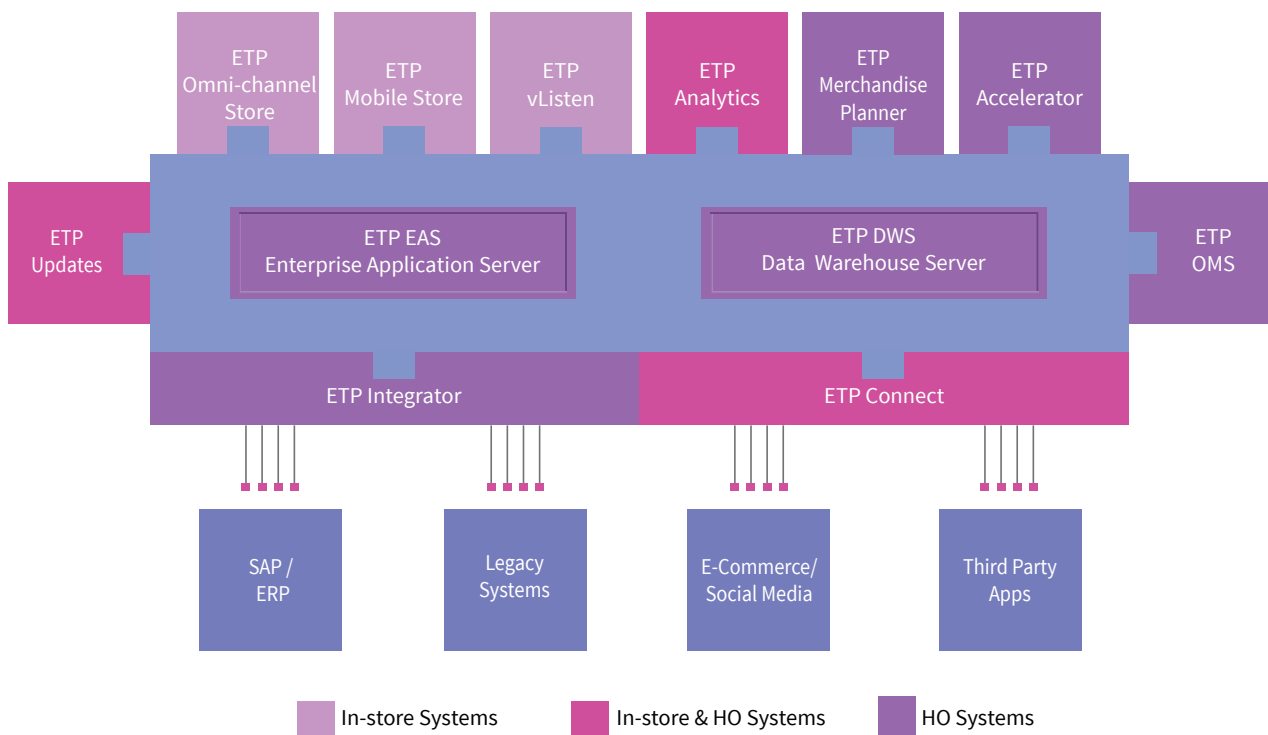 ETP
Omni-channel
Store
ETP
Mobile Store
ETP
vListen
ETP
Analytics
ETP
Merchandise
Planner
ETP
Accelerator
ETP
Updates
ETP EAS
Enterprise Application Server
ETP DWS
Data Warehouse Server
ETP
OMS
ETP Integrator
ETP Connect
SAP /
ERP
Legacy
Systems
E-Commerce/
Social Media
Third Party
Apps
In-store Systems
In-store & HO Systems
HO Systems